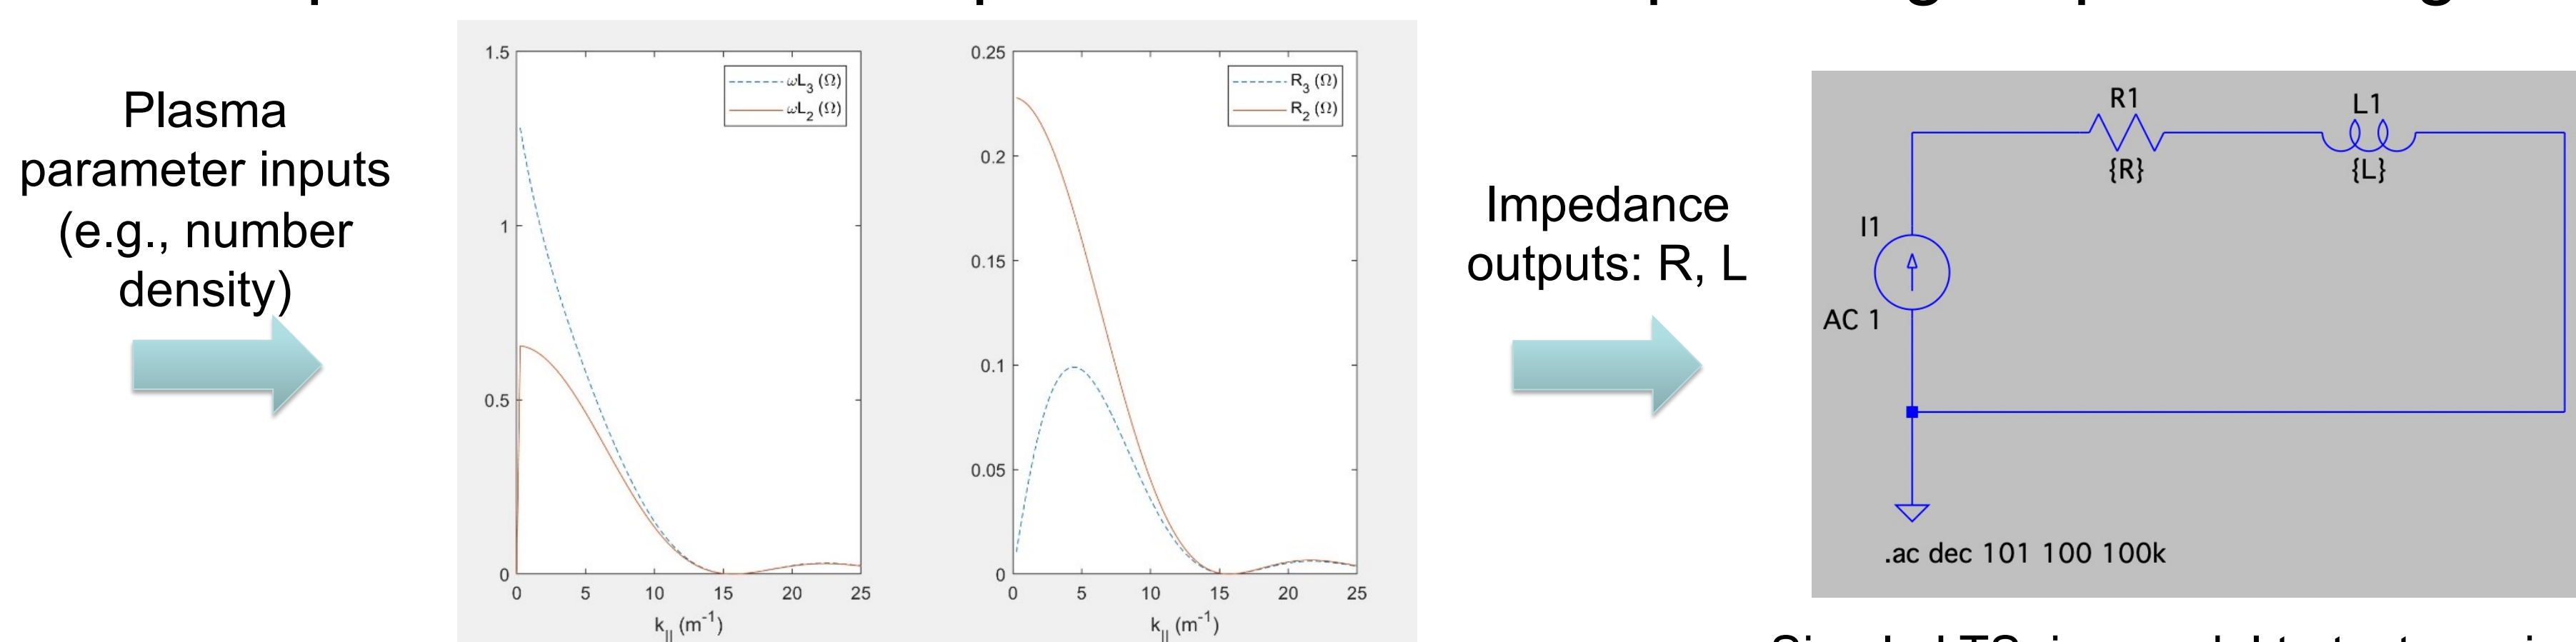 Plasma
parameter inputs
(e.g., number
density)
1.5
1
0.5
0
0 5 10 15 20 25
k|| (m-1)
ωL3 (Ω)
ωL2 (Ω)
0.25
0.2
0.15
0.1
0.05
0
0 5 10 15 20 25
k|| (m-1)
R3 (Ω)
R2 (Ω)
Impedance
outputs: R, L
R1
{R}
L1
{L}
I1
AC 1
.ac dec 101 100 100k